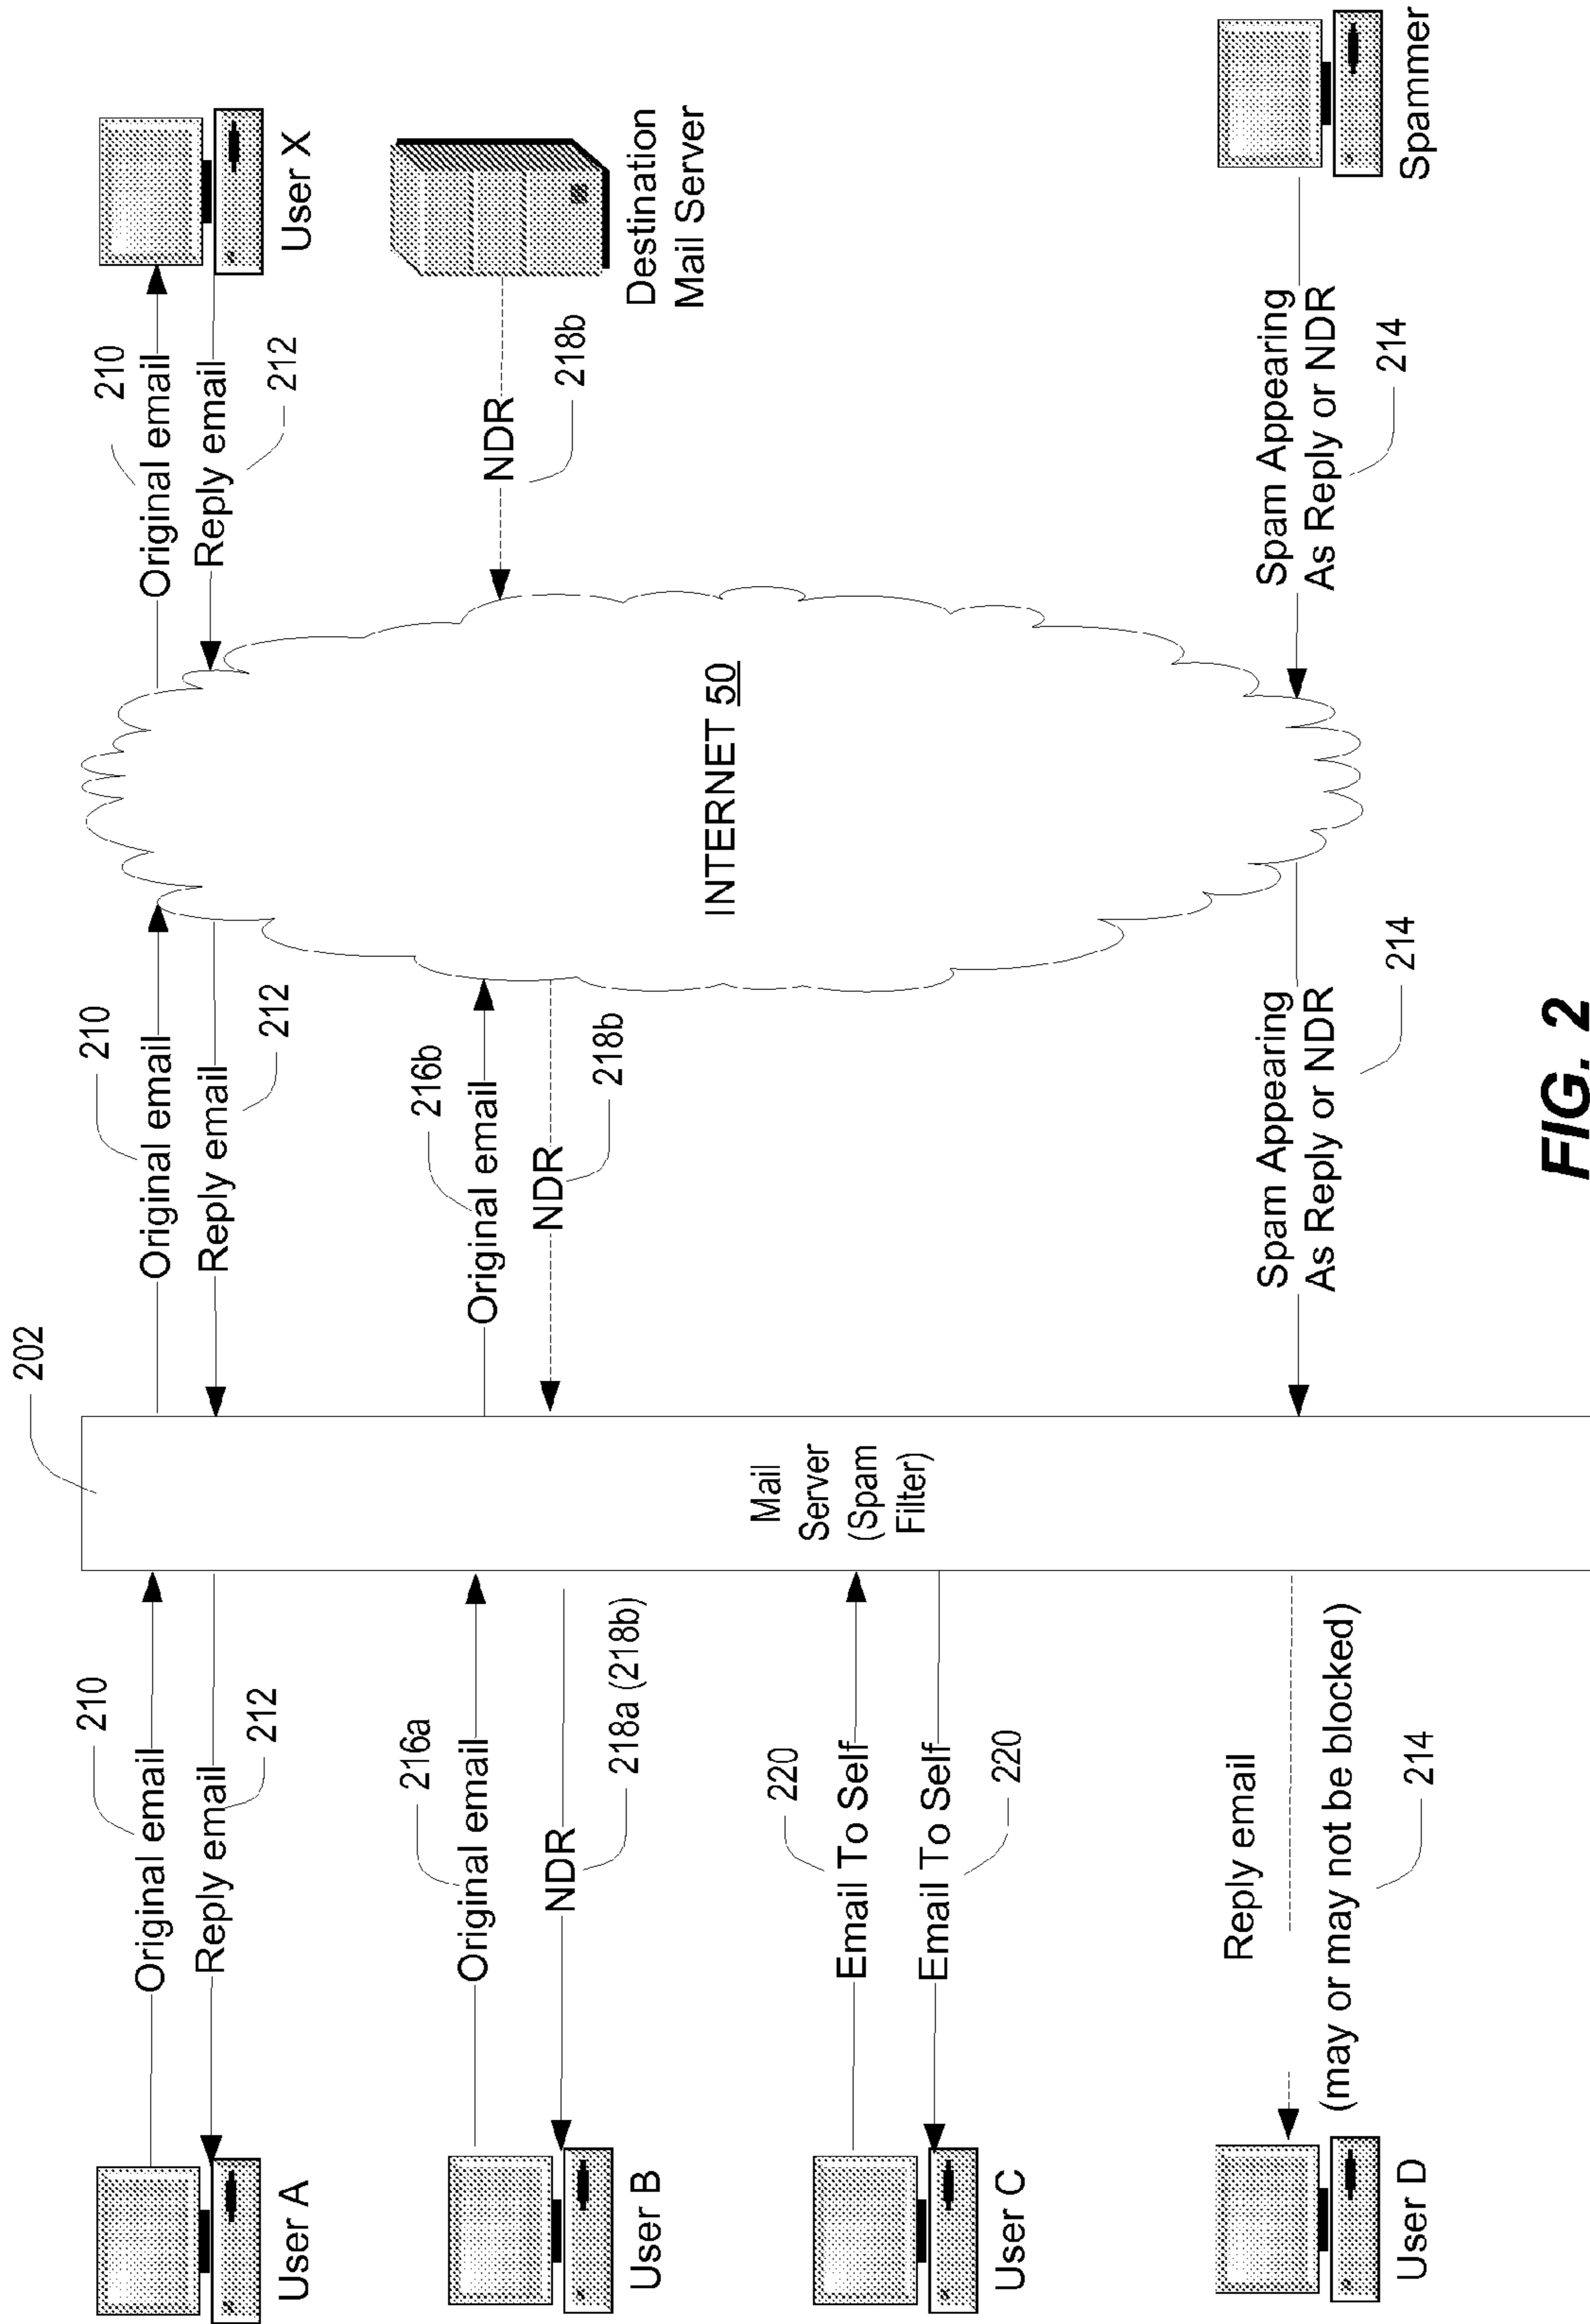 202
210
Original email
Reply email
212
210
Original email
Reply email
212
210
Original email
Reply email
212
User A
User X
216a
Original email
NDR
218a (218b)
216b
Original email
NDR
218b
NDR
218b
User B
Destination
Mail Server
Mail
Server
(Spam
Filter)
INTERNET 50
220
Email To Self
Email To Self
220
User C
Reply email
(may or may not be blocked)
214
Spam Appearing
As Reply or NDR
214
Spam Appearing
As Reply or NDR
214
User D
Spammer
FIG. 2